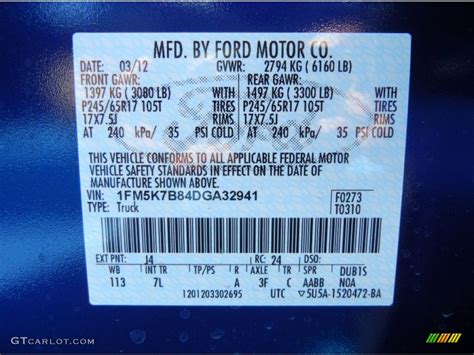 MFD. BY FORD MOTOR CO.
DATE: 03/12 GVWR: 2794 KG (6160 LB)
FRONT GAWR: REAR GAWR:
1397 KG (3080 LB) WITH 1497 KG (3300 LB) WITH
P245/65R17 105T TIRES P245/65R17 105T TIRES
17X7.5J RIMS 17X7.5J RIMS
AT 240 kPa/ 35 PSI COLD AT 240 kPa/ 35 PSI COLD
THIS VEHICLE CONFORMS TO ALL APPLICABLE FEDERAL MOTOR
VEHICLE SAFETY STANDARDS IN EFFECT ON THE DATE OF
MANUFACTURE SHOWN ABOVE.
VIN: 1FM5K7B84DGA32941 F0273
TYPE: Truck T0310
EXT PNT: J4 RC: 24 DSO:
WB INT TR TP/PS R AXLE TR SPR DUB1S
113 7L A 3F C AABB N0A
1201203302695 UTC 5U5A-1520472-BA
GTCARLOT.COM